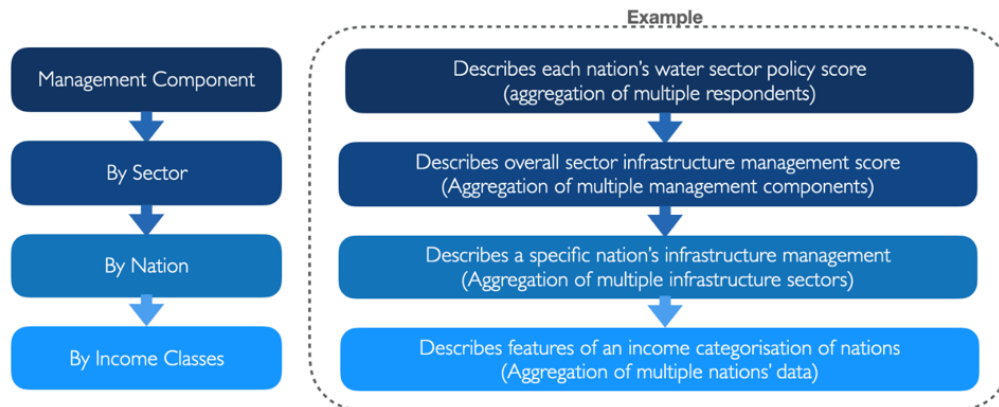 Example
Management Component
Describes each nation's water sector policy score
(aggregation of multiple respondents)
By Sector
Describes overall sector infrastructure management score
(Aggregation of multiple management components)
By Nation
Describes a specific nation's infrastructure management
(Aggregation of multiple infrastructure sectors)
By Income Classes
Describes features of an income categorisation of nations
(Aggregation of multiple nations' data)